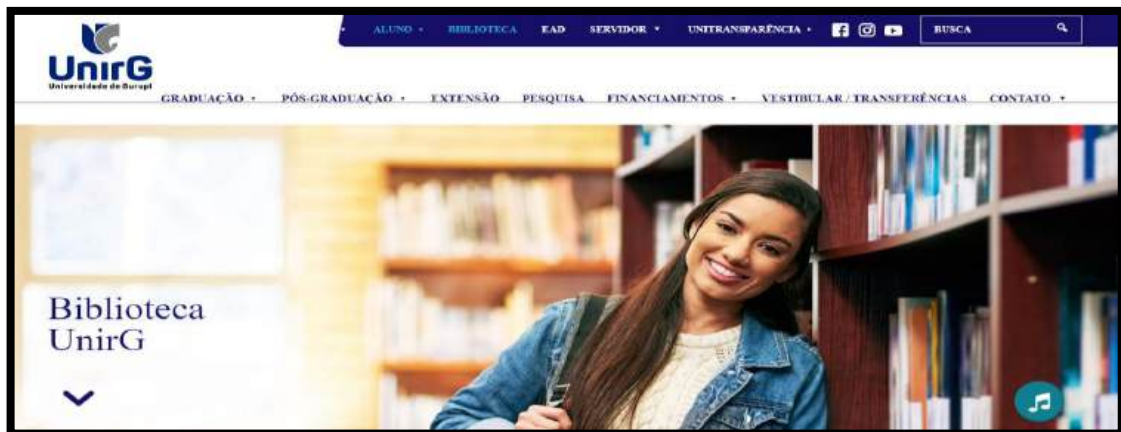 ALUNO BIBLIOTECA EAD SERVIDOR UNITRANSPARÊNCIA BUSCA
UnirG
Universidade de Gurupi
GRADUAÇÃO PÓS-GRADUAÇÃO EXTENSÃO PESQUISA FINANCIAMENTOS VESTIBULAR / TRANSFERÊNCIAS CONTATO
Biblioteca
UnirG